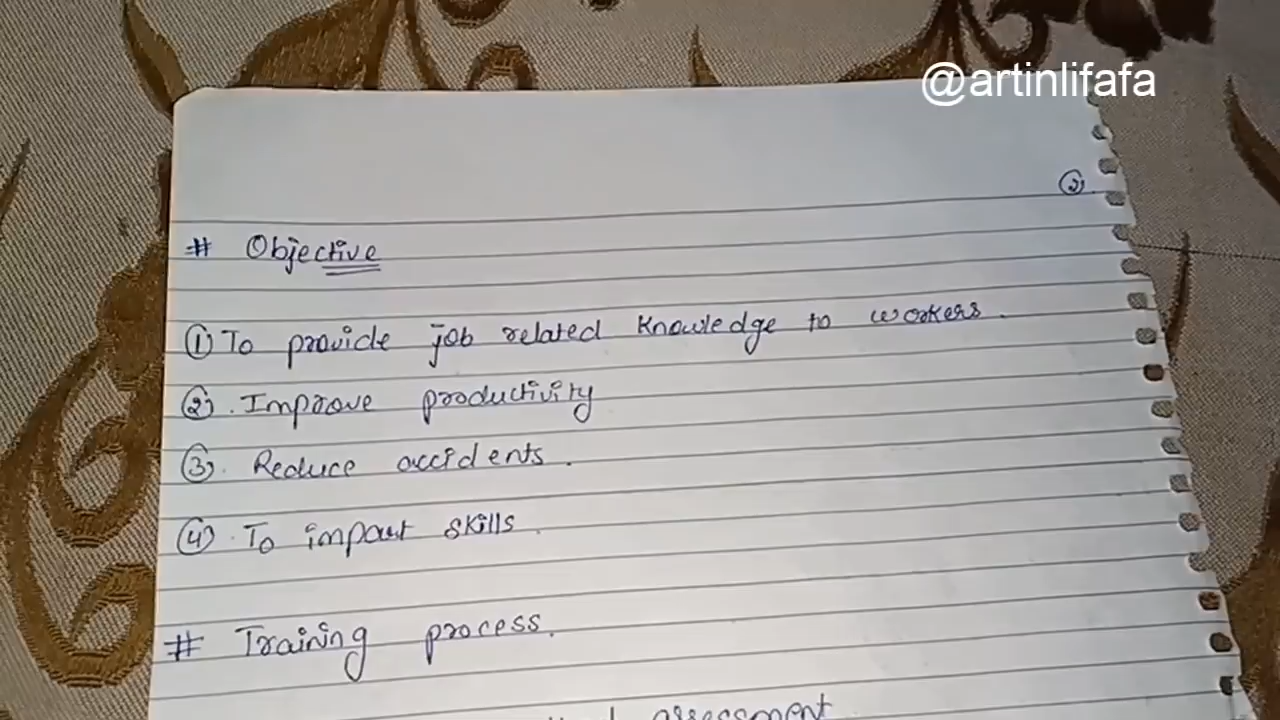 @artinlifafa
②
# Objective
① To provide job related knowledge to workers.
② . Improve productivity
③ . Reduce accidents .
④ . To impart skills .
# Training process.
assessment